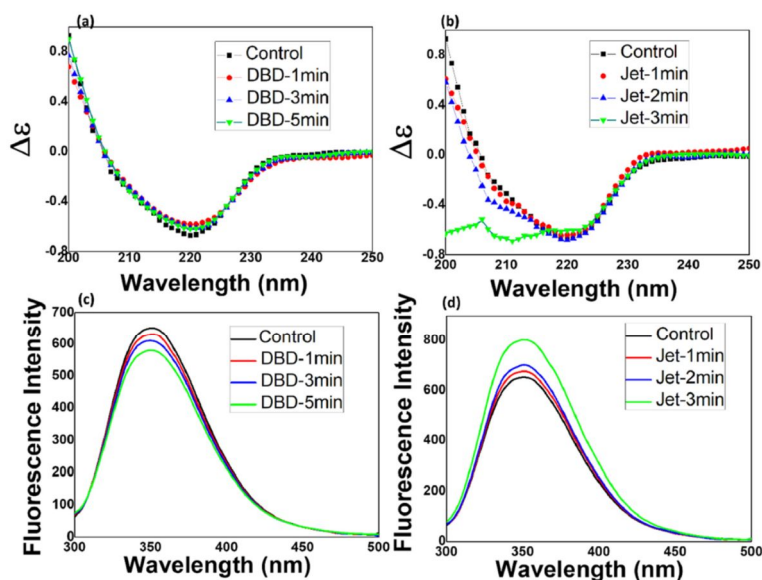 (a)
Control
DBD-1min
DBD-3min
DBD-5min
Δε
0.8
0.4
0.0
-0.4
-0.8
200 210 220 230 240 250
Wavelength (nm)
(b)
Control
Jet-1min
Jet-2min
Jet-3min
Δε
0.8
0.4
0.0
-0.4
-0.8
200 210 220 230 240 250
Wavelength (nm)
(c)
Control
DBD-1min
DBD-3min
DBD-5min
Fluorescence Intensity
700
600
500
400
300
200
100
0
300 350 400 450 500
Wavelength (nm)
(d)
Control
Jet-1min
Jet-2min
Jet-3min
Fluorescence Intensity
800
600
400
200
0
300 350 400 450 500
Wavelength (nm)